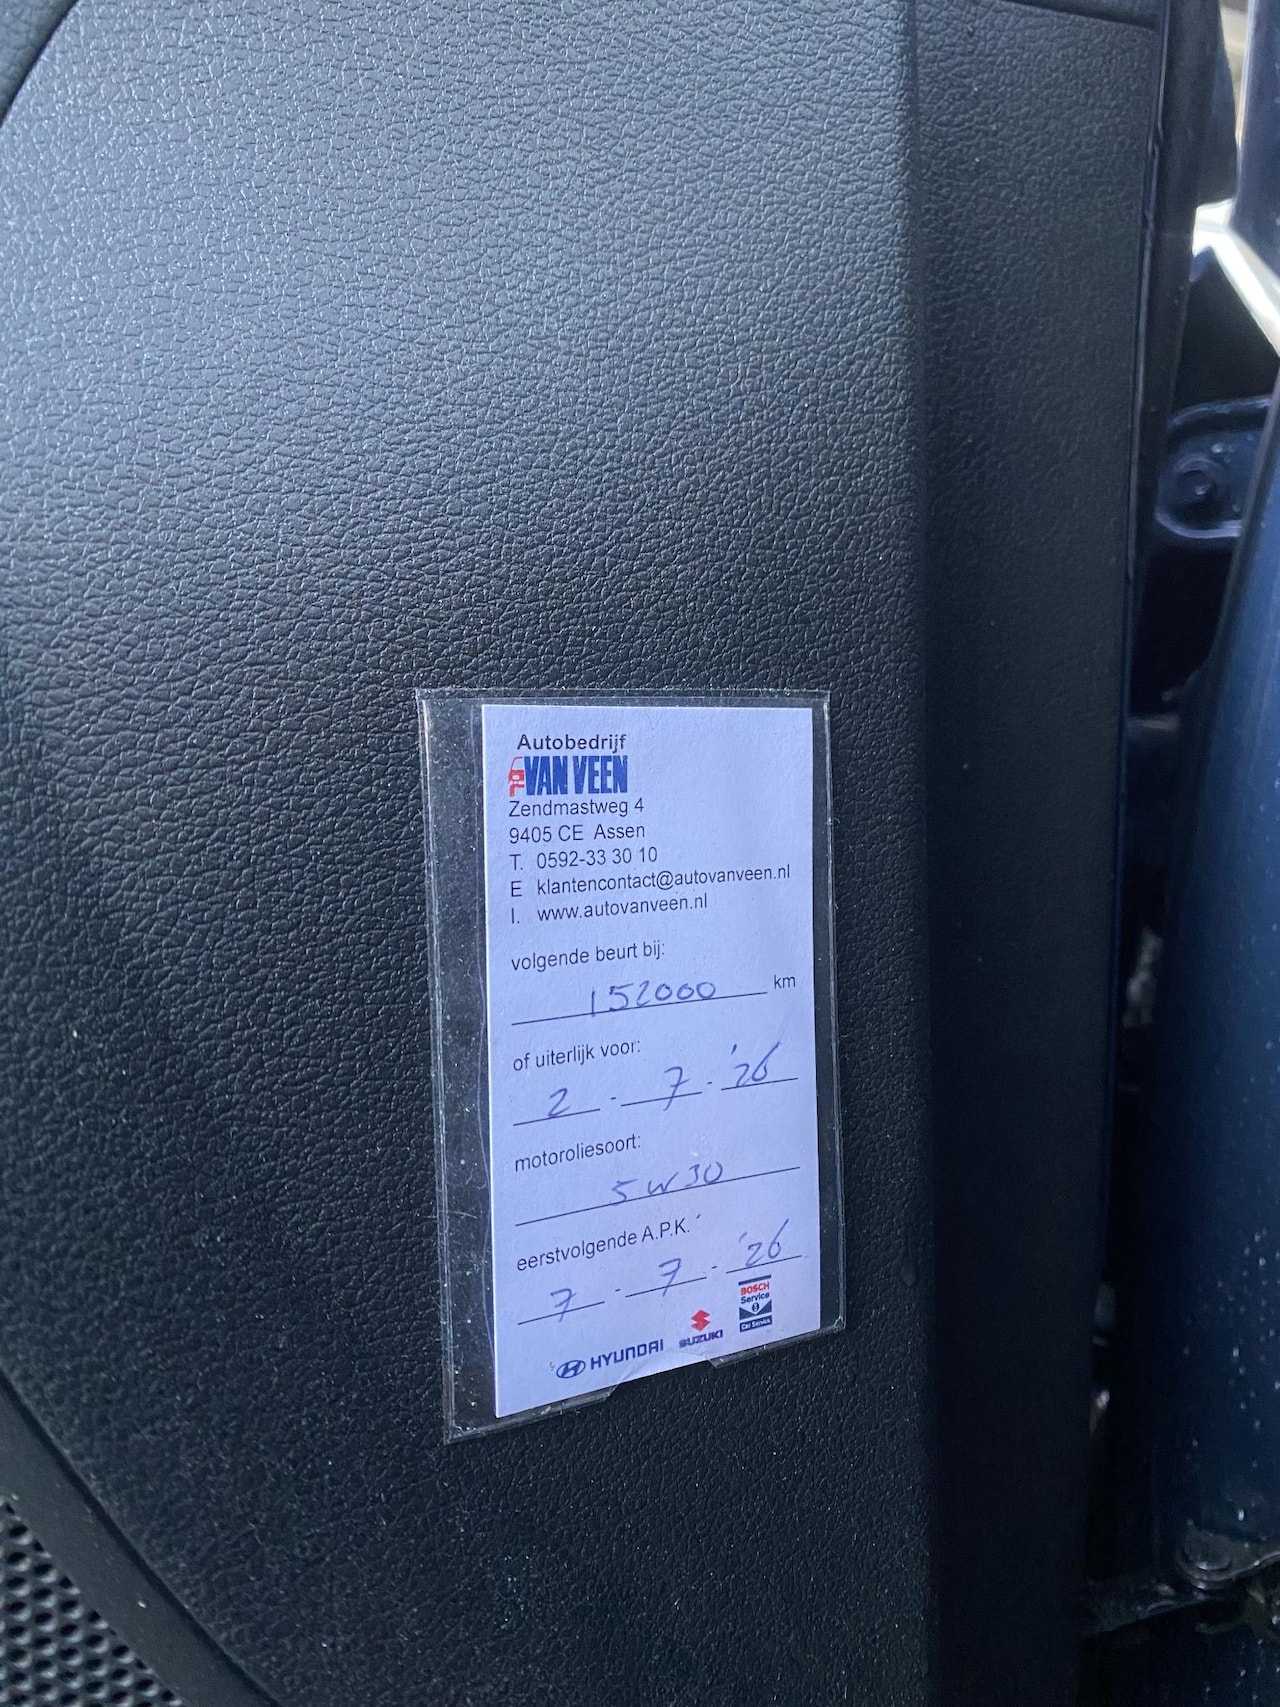 Autobedrijf
VAN VEEN
Zendmastweg 4
9405 CE Assen
T. 0592-33 30 10
E klantencontact@autovanveen.nl
I. www.autovanveen.nl
volgende beurt bij:
152000 km
of uiterlijk voor:
2 - 7 - '26
motoroliesoort:
5w30
eerstvolgende A.P.K.
7 - 7 - '26
HYUNDAI SUZUKI BOSCH
Service
Car Service